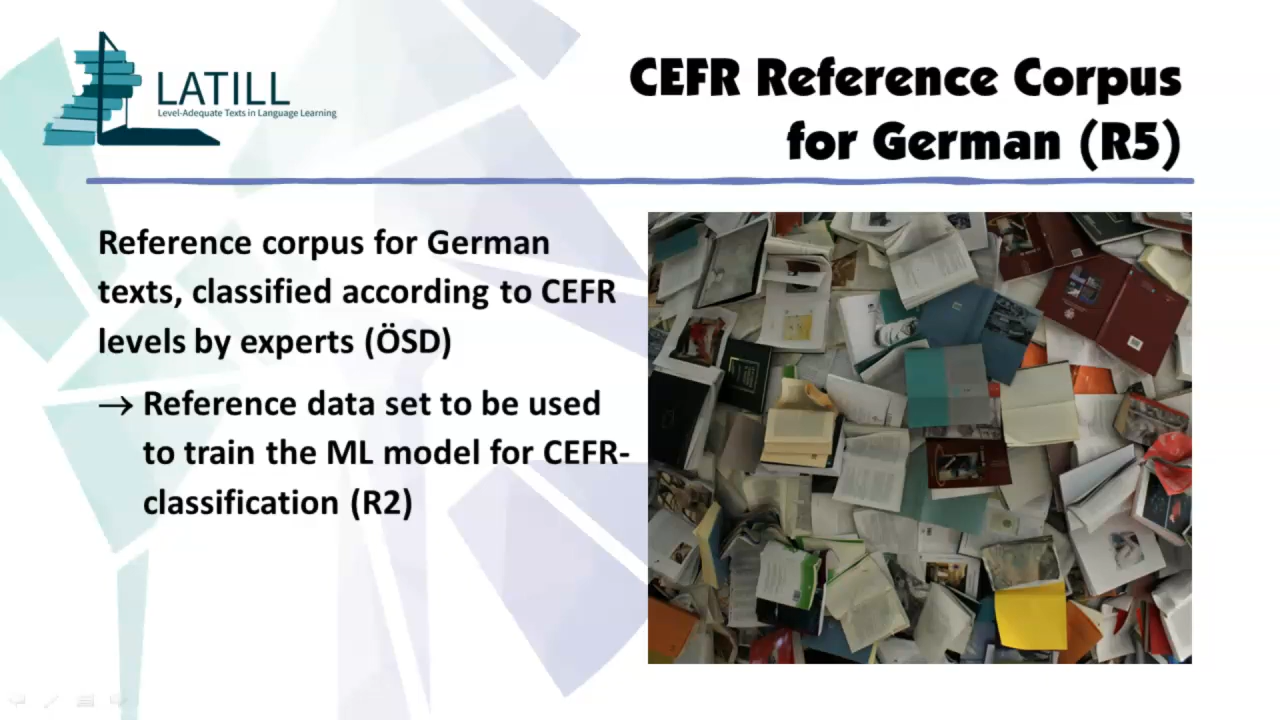 LATILL
Level-Adequate Texts in Language Learning
CEFR Reference Corpus
for German (R5)
Reference corpus for German
texts, classified according to CEFR
levels by experts (ÖSD)
→ Reference data set to be used
to train the ML model for CEFR-
classification (R2)